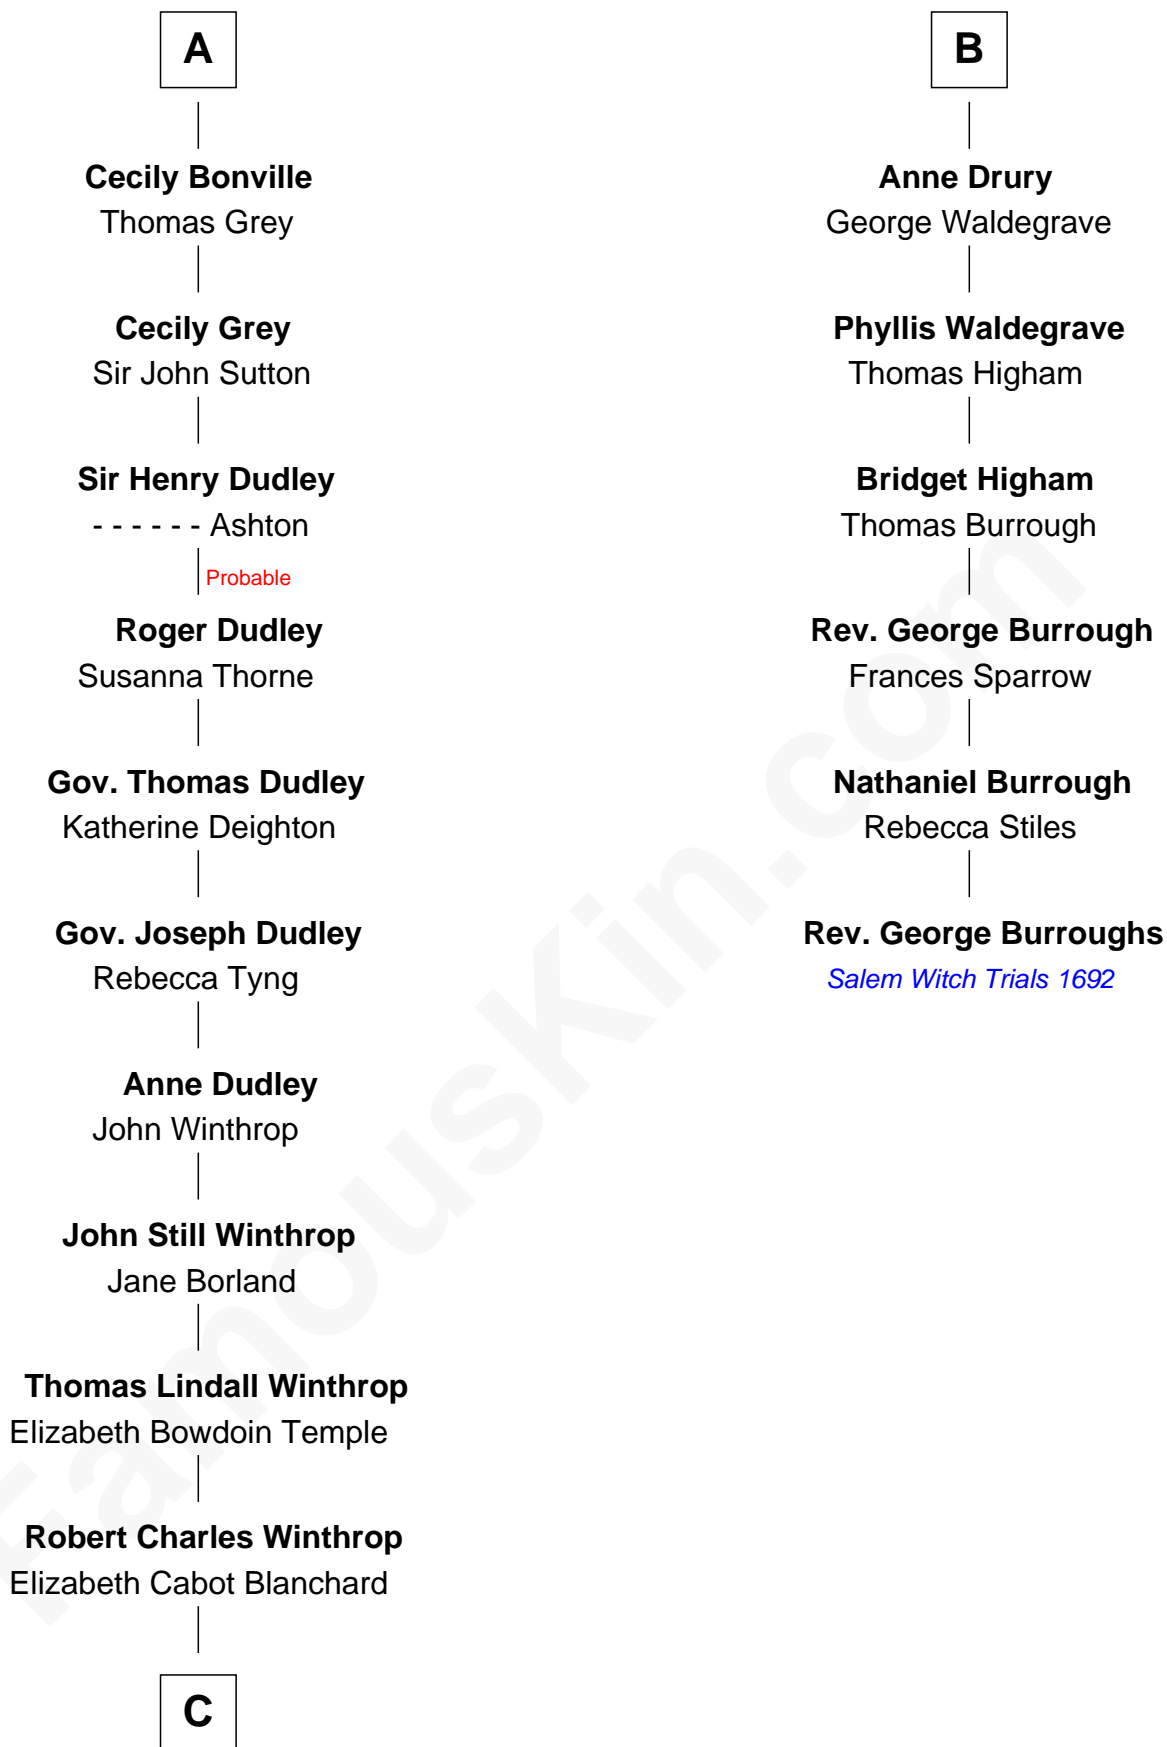 A
Cecily Bonville
Thomas Grey
Cecily Grey
Sir John Sutton
Sir Henry Dudley
- - - - - - Ashton
Probable
Roger Dudley
Susanna Thorne
Gov. Thomas Dudley
Katherine Deighton
Gov. Joseph Dudley
Rebecca Tyng
Anne Dudley
John Winthrop
John Still Winthrop
Jane Borland
Thomas Lindall Winthrop
Elizabeth Bowdoin Temple
Robert Charles Winthrop
Elizabeth Cabot Blanchard
C
B
Anne Drury
George Waldegrave
Phyllis Waldegrave
Thomas Higham
Bridget Higham
Thomas Burrough
Rev. George Burrough
Frances Sparrow
Nathaniel Burrough
Rebecca Stiles
Rev. George Burroughs
Salem Witch Trials 1692
FamousKin.com